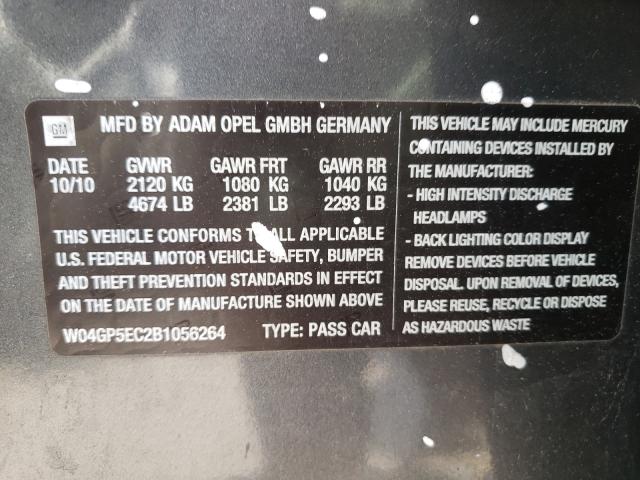 GM MFD BY ADAM OPEL GMBH GERMANY
DATE GVWR GAWR FRT GAWR RR
10/10 2120 KG 1080 KG 1040 KG
4674 LB 2381 LB 2293 LB
THIS VEHICLE CONFORMS TO ALL APPLICABLE
U.S. FEDERAL MOTOR VEHICLE SAFETY, BUMPER
AND THEFT PREVENTION STANDARDS IN EFFECT
ON THE DATE OF MANUFACTURE SHOWN ABOVE
W04GP5EC2B1056264 TYPE: PASS CAR
THIS VEHICLE MAY INCLUDE MERCURY
CONTAINING DEVICES INSTALLED BY
THE MANUFACTURER:
- HIGH INTENSITY DISCHARGE
HEADLAMPS
- BACK LIGHTING COLOR DISPLAY
REMOVE DEVICES BEFORE VEHICLE
DISPOSAL. UPON REMOVAL OF DEVICES,
PLEASE REUSE, RECYCLE OR DISPOSE
AS HAZARDOUS WASTE